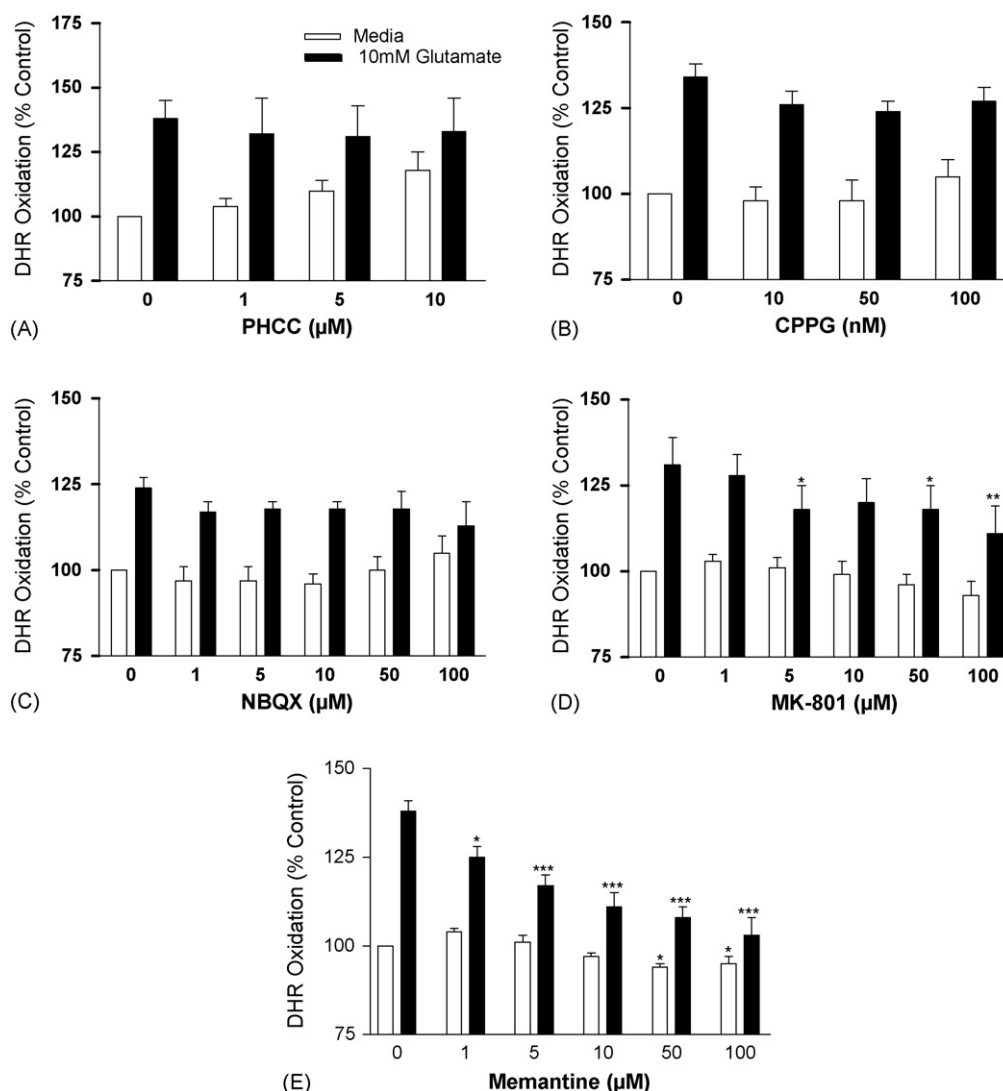 175
150
125
100
75
DHR Oxidation (% Control)
Media
10mM Glutamate
0 1 5 10
PHCC (µM)
(A)
150
125
100
75
DHR Oxidation (% Control)
0 10 50 100
CPPG (nM)
(B)
150
125
100
75
DHR Oxidation (% Control)
0 1 5 10 50 100
NBQX (µM)
(C)
150
125
100
75
DHR Oxidation (% Control)
* * **
0 1 5 10 50 100
MK-801 (µM)
(D)
150
125
100
75
DHR Oxidation (% Control)
* *** *** *** ***
* *
0 1 5 10 50 100
Memantine (µM)
(E)